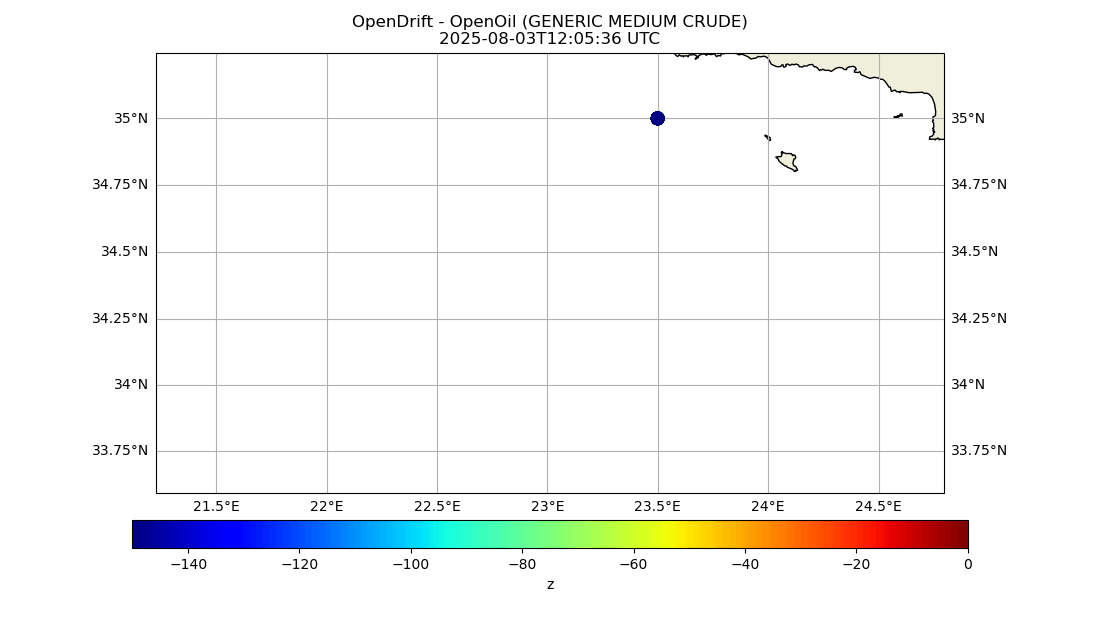 OpenDrift - OpenOil (GENERIC MEDIUM CRUDE)
2025-08-03T12:05:36 UTC
35°N 35°N
34.75°N 34.75°N
34.5°N 34.5°N
34.25°N 34.25°N
34°N 34°N
33.75°N 33.75°N
21.5°E 22°E 22.5°E 23°E 23.5°E 24°E 24.5°E
−140 −120 −100 −80 −60 −40 −20 0
z